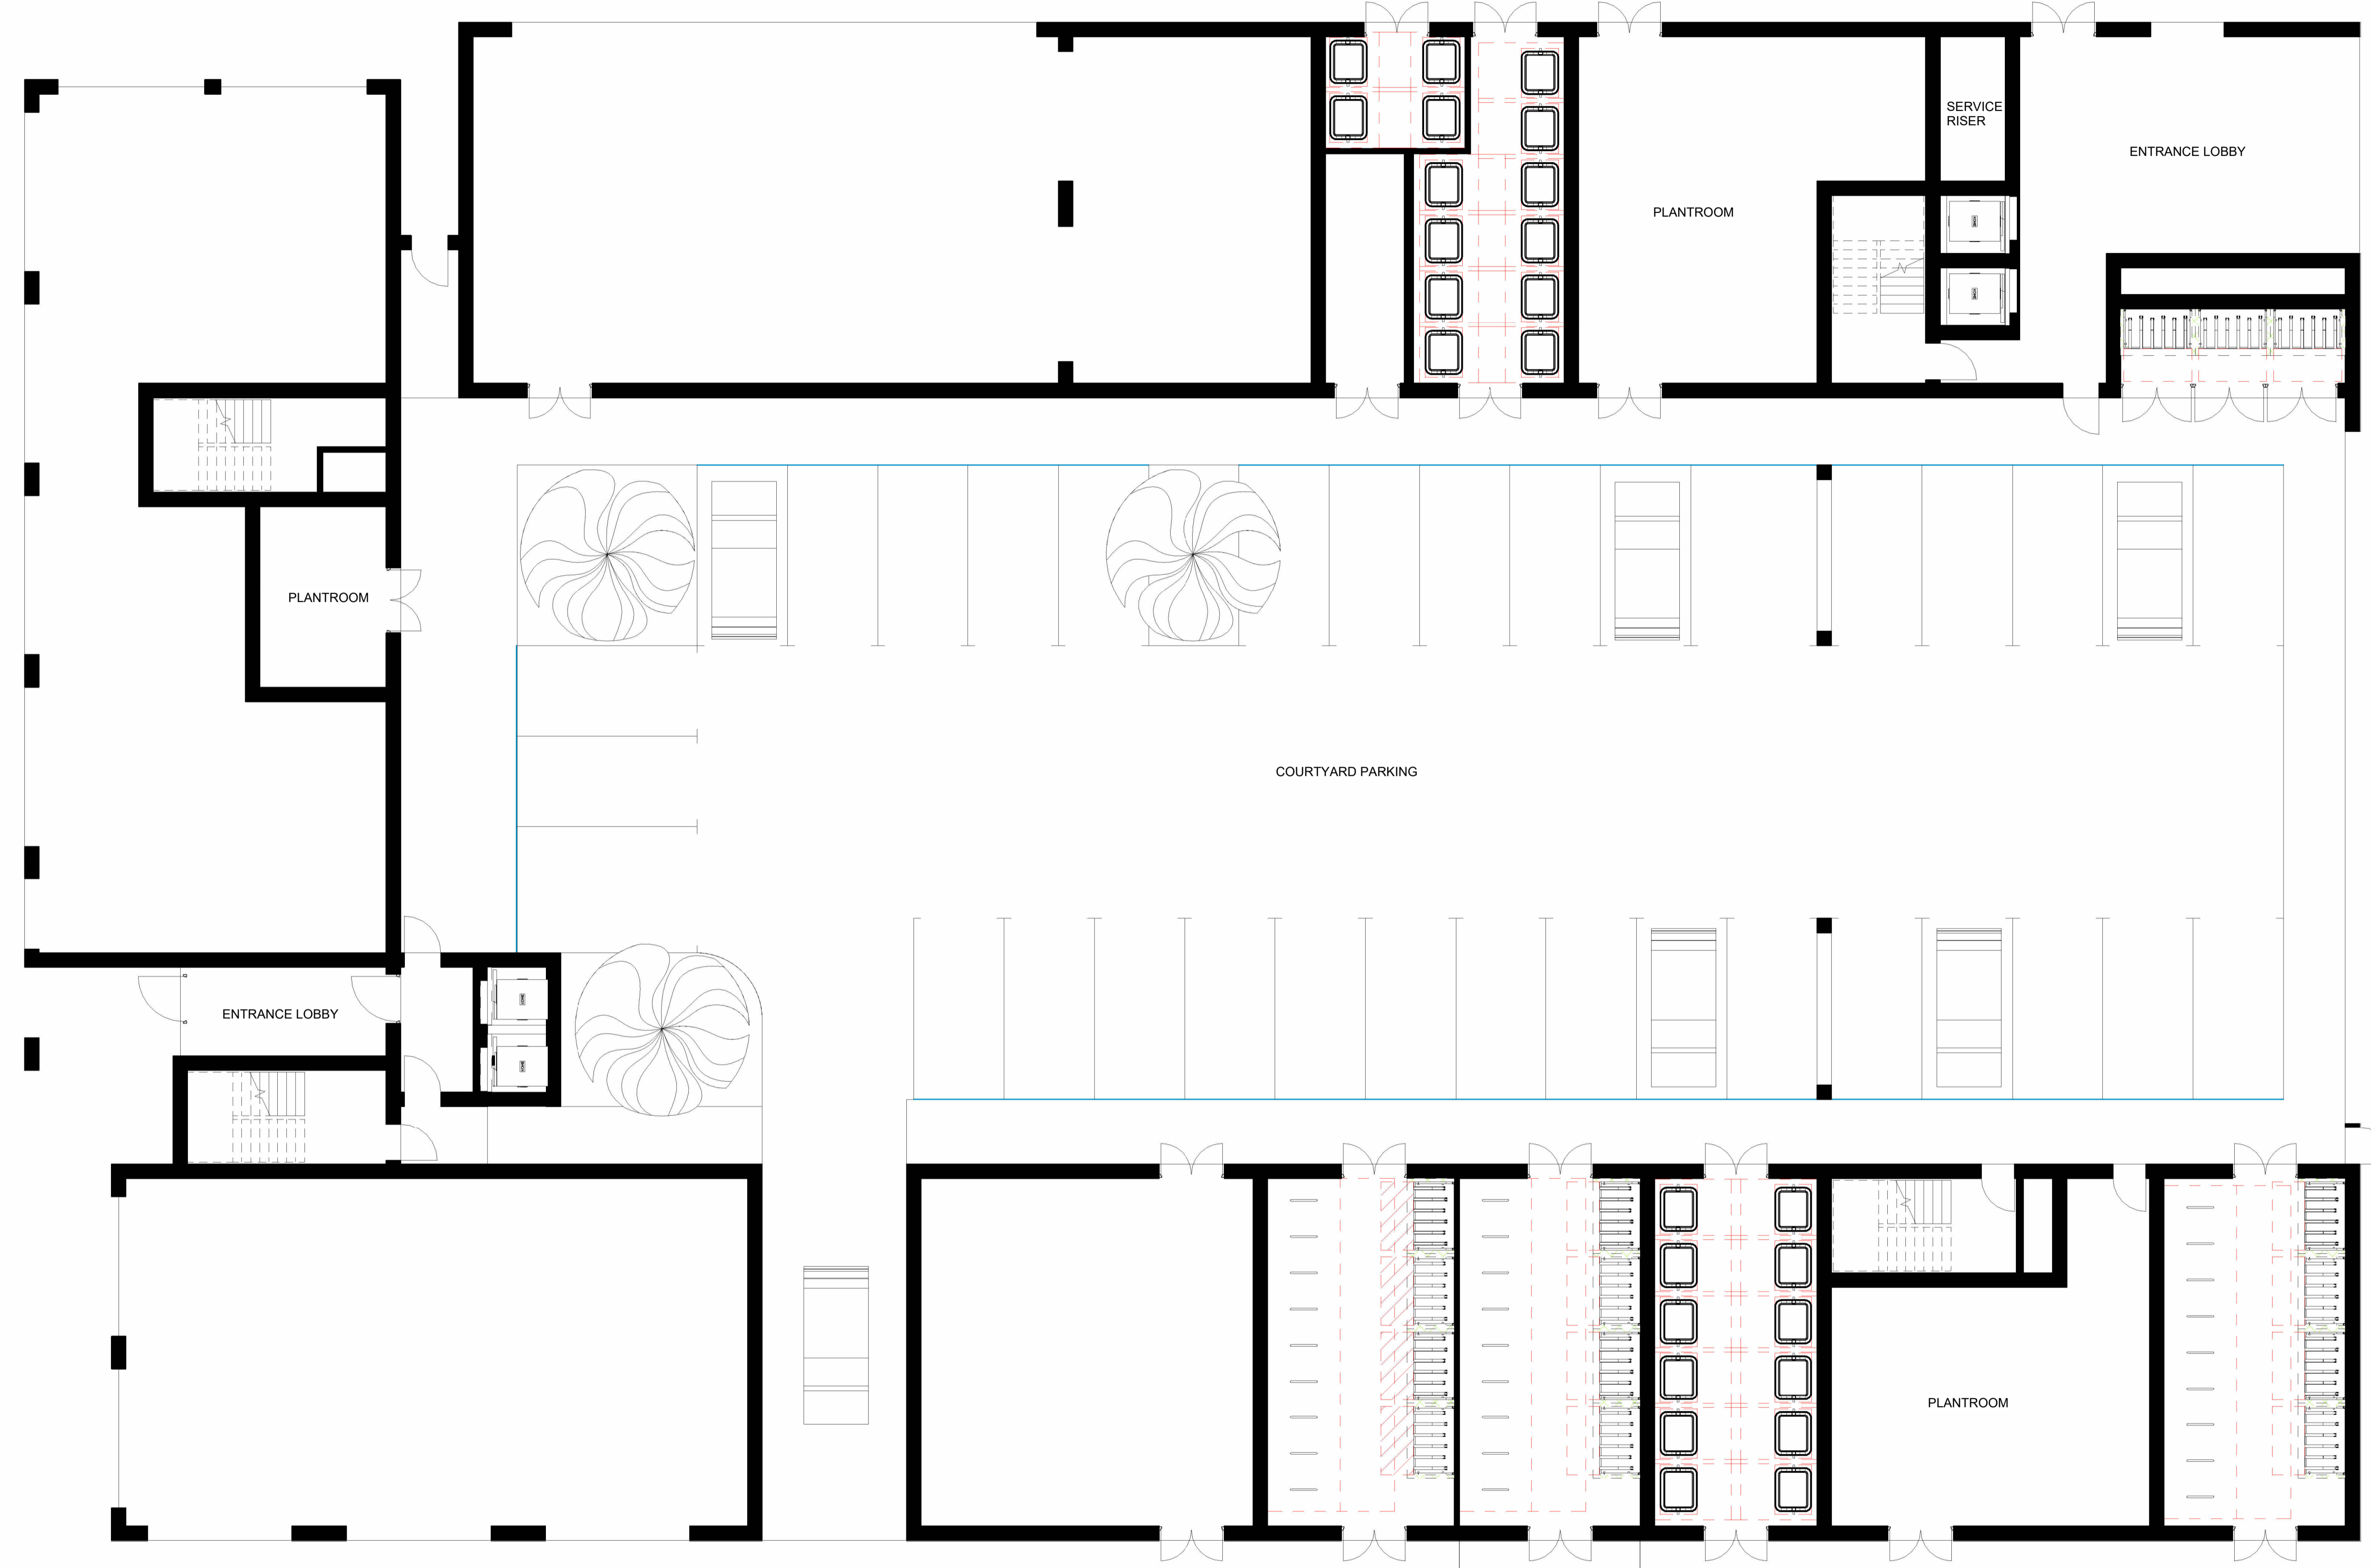 SERVICE
RISER
ENTRANCE LOBBY
PLANTROOM
PLANTROOM
COURTYARD PARKING
ENTRANCE LOBBY
PLANTROOM